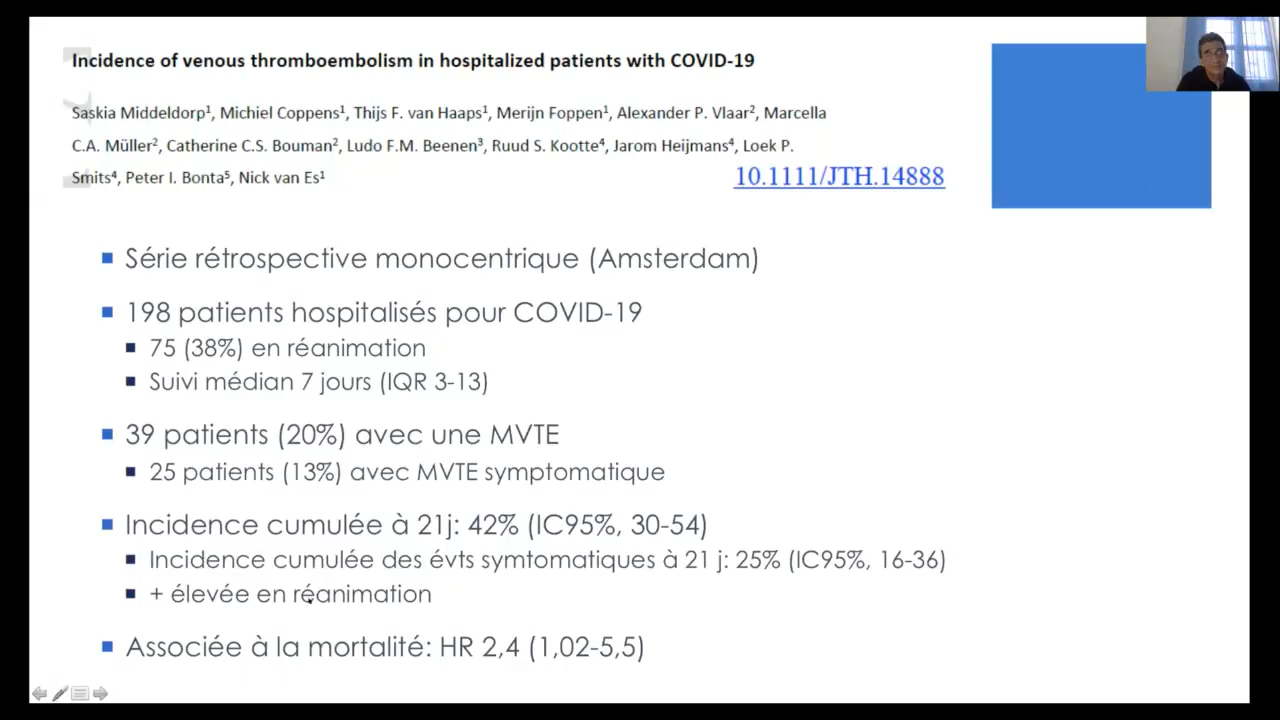 Incidence of venous thromboembolism in hospitalized patients with COVID-19
Saskia Middeldorp¹, Michiel Coppens¹, Thijs F. van Haaps¹, Merijn Foppen¹, Alexander P. Vlaar², Marcella
C.A. Müller², Catherine C.S. Bouman², Ludo F.M. Beenen³, Ruud S. Kootte⁴, Jarom Heijmans⁴, Loek P.
Smits⁴, Peter I. Bonta⁵, Nick van Es¹
10.1111/JTH.14888
Série rétrospective monocentrique (Amsterdam)
198 patients hospitalisés pour COVID-19
75 (38%) en réanimation
Suivi médian 7 jours (IQR 3-13)
39 patients (20%) avec une MVTE
25 patients (13%) avec MVTE symptomatique
Incidence cumulée à 21j: 42% (IC95%, 30-54)
Incidence cumulée des évts symtomatiques à 21 j: 25% (IC95%, 16-36)
+ élevée en réanimation
Associée à la mortalité: HR 2,4 (1,02-5,5)